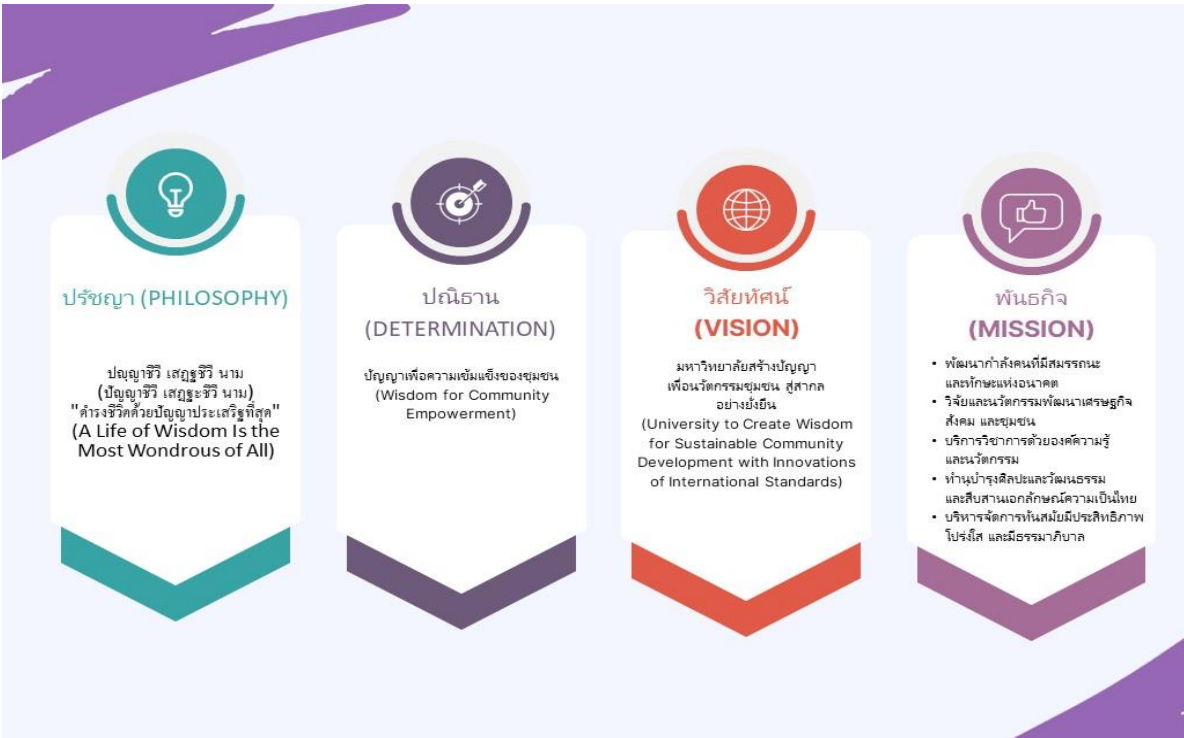 ปรัชญา (PHILOSOPHY)
ปญฺญาชีวี เสฏฺฐชีวี นาม
(ปัญญาชีวี เสฏฐะชีวี นาม)
"ดำรงชีวิตด้วยปัญญาประเสริฐที่สุด"
(A Life of Wisdom Is the
Most Wondrous of All)
ปณิธาน
(DETERMINATION)
ปัญญาเพื่อความเข้มแข็งของชุมชน
(Wisdom for Community
Empowerment)
วิสัยทัศน์
(VISION)
มหาวิทยาลัยสร้างปัญญา
เพื่อนวัตกรรมชุมชน สู่สากล
อย่างยั่งยืน
(University to Create Wisdom
for Sustainable Community
Development with Innovations
of International Standards)
พันธกิจ
(MISSION)
• พัฒนากำลังคนที่มีสมรรถนะ
และทักษะแห่งอนาคต
• วิจัยและนวัตกรรมพัฒนาเศรษฐกิจ
สังคม และชุมชน
• บริการวิชาการด้วยองค์ความรู้
และนวัตกรรม
• ทำนุบำรุงศิลปะและวัฒนธรรม
และสืบสานเอกลักษณ์ความเป็นไทย
• บริหารจัดการทันสมัยมีประสิทธิภาพ
โปร่งใส และมีธรรมาภิบาล